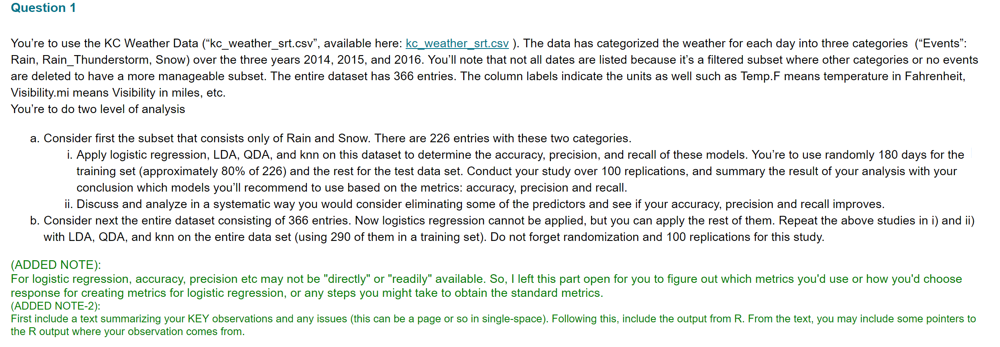 Question 1
You’re to use the KC Weather Data (“kc_weather_srt.csv”, available here: kc_weather_srt.csv ). The data has categorized the weather for each day into three categories  (“Events”:
Rain, Rain_Thunderstorm, Snow) over the three years 2014, 2015, and 2016. You’ll note that not all dates are listed because it’s a filtered subset where other categories or no events
are deleted to have a more manageable subset. The entire dataset has 366 entries. The column labels indicate the units as well such as Temp.F means temperature in Fahrenheit,
Visibility.mi means Visibility in miles, etc.
You’re to do two level of analysis
a. Consider first the subset that consists only of Rain and Snow. There are 226 entries with these two categories.
i. Apply logistic regression, LDA, QDA, and knn on this dataset to determine the accuracy, precision, and recall of these models. You’re to use randomly 180 days for the
training set (approximately 80% of 226) and the rest for the test data set. Conduct your study over 100 replications, and summary the result of your analysis with your
conclusion which models you’ll recommend to use based on the metrics: accuracy, precision and recall.
ii. Discuss and analyze in a systematic way you would consider eliminating some of the predictors and see if your accuracy, precision and recall improves.
b. Consider next the entire dataset consisting of 366 entries. Now logistics regression cannot be applied, but you can apply the rest of them. Repeat the above studies in i) and ii)
with LDA, QDA, and knn on the entire data set (using 290 of them in a training set). Do not forget randomization and 100 replications for this study.
(ADDED NOTE):
For logistic regression, accuracy, precision etc may not be "directly" or "readily" available. So, I left this part open for you to figure out which metrics you'd use or how you'd choose
response for creating metrics for logistic regression, or any steps you might take to obtain the standard metrics.
(ADDED NOTE-2):
First include a text summarizing your KEY observations and any issues (this can be a page or so in single-space). Following this, include the output from R. From the text, you may include some pointers to
the R output where your observation comes from.